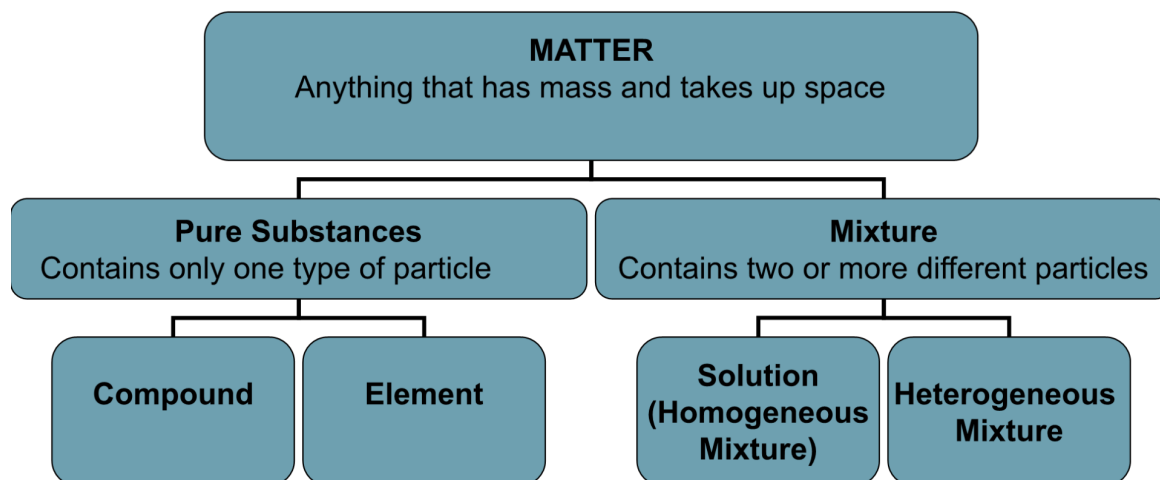 MATTER
Anything that has mass and takes up space
Pure Substances
Contains only one type of particle
Mixture
Contains two or more different particles
Compound
Element
Solution
(Homogeneous
Mixture)
Heterogeneous
Mixture